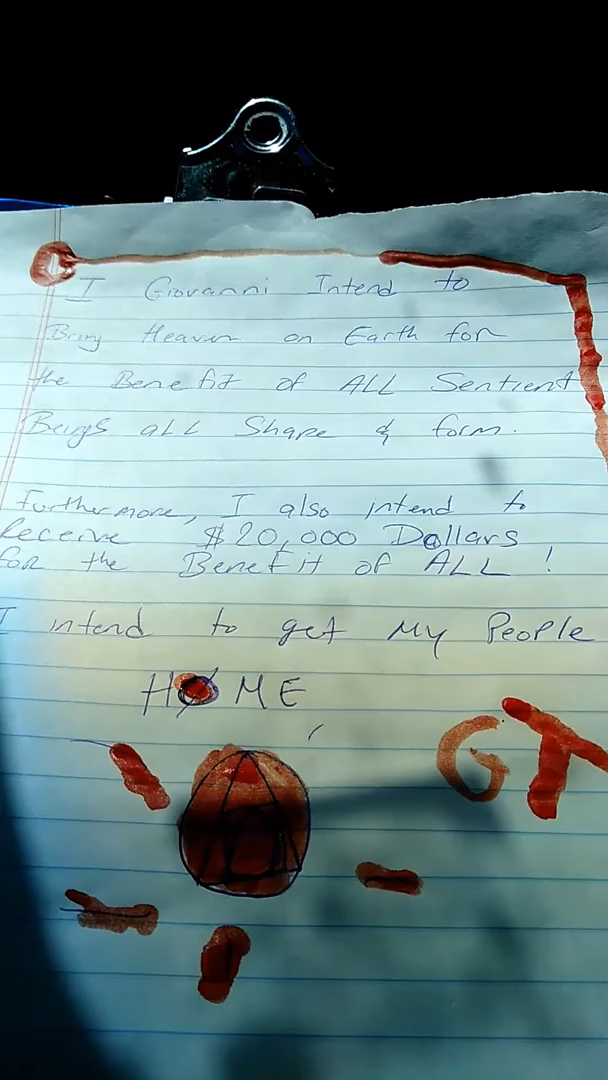 I Giovanni Intend to
Bring Heaven on Earth for
the Benefit of ALL Sentient
Beings aLL Shape & form.
Furthermore, I also intend to
Receive $20,000 Dollars
For the Benefit of ALL !
I intend to get My People
HOME
GT